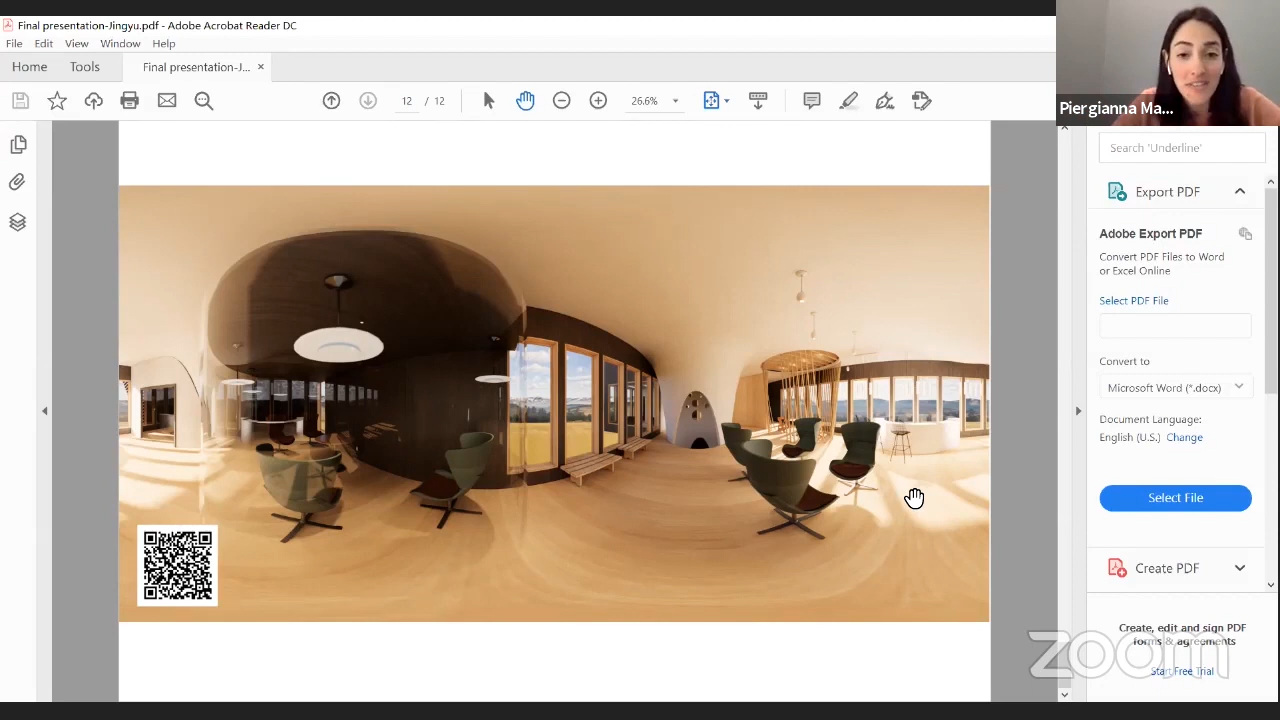 Final presentation-Jingyu.pdf - Adobe Acrobat Reader DC
File Edit View Window Help
Home Tools Final presentation-J... ×
12 / 12 26.6%
Piergianna Ma...
Search 'Underline'
Export PDF
Adobe Export PDF
Convert PDF Files to Word
or Excel Online
Select PDF File
Convert to
Microsoft Word (*.docx)
Document Language:
English (U.S.) Change
Select File
Create PDF
Create, edit and sign PDF
forms & agreements
Start Free Trial
zoom